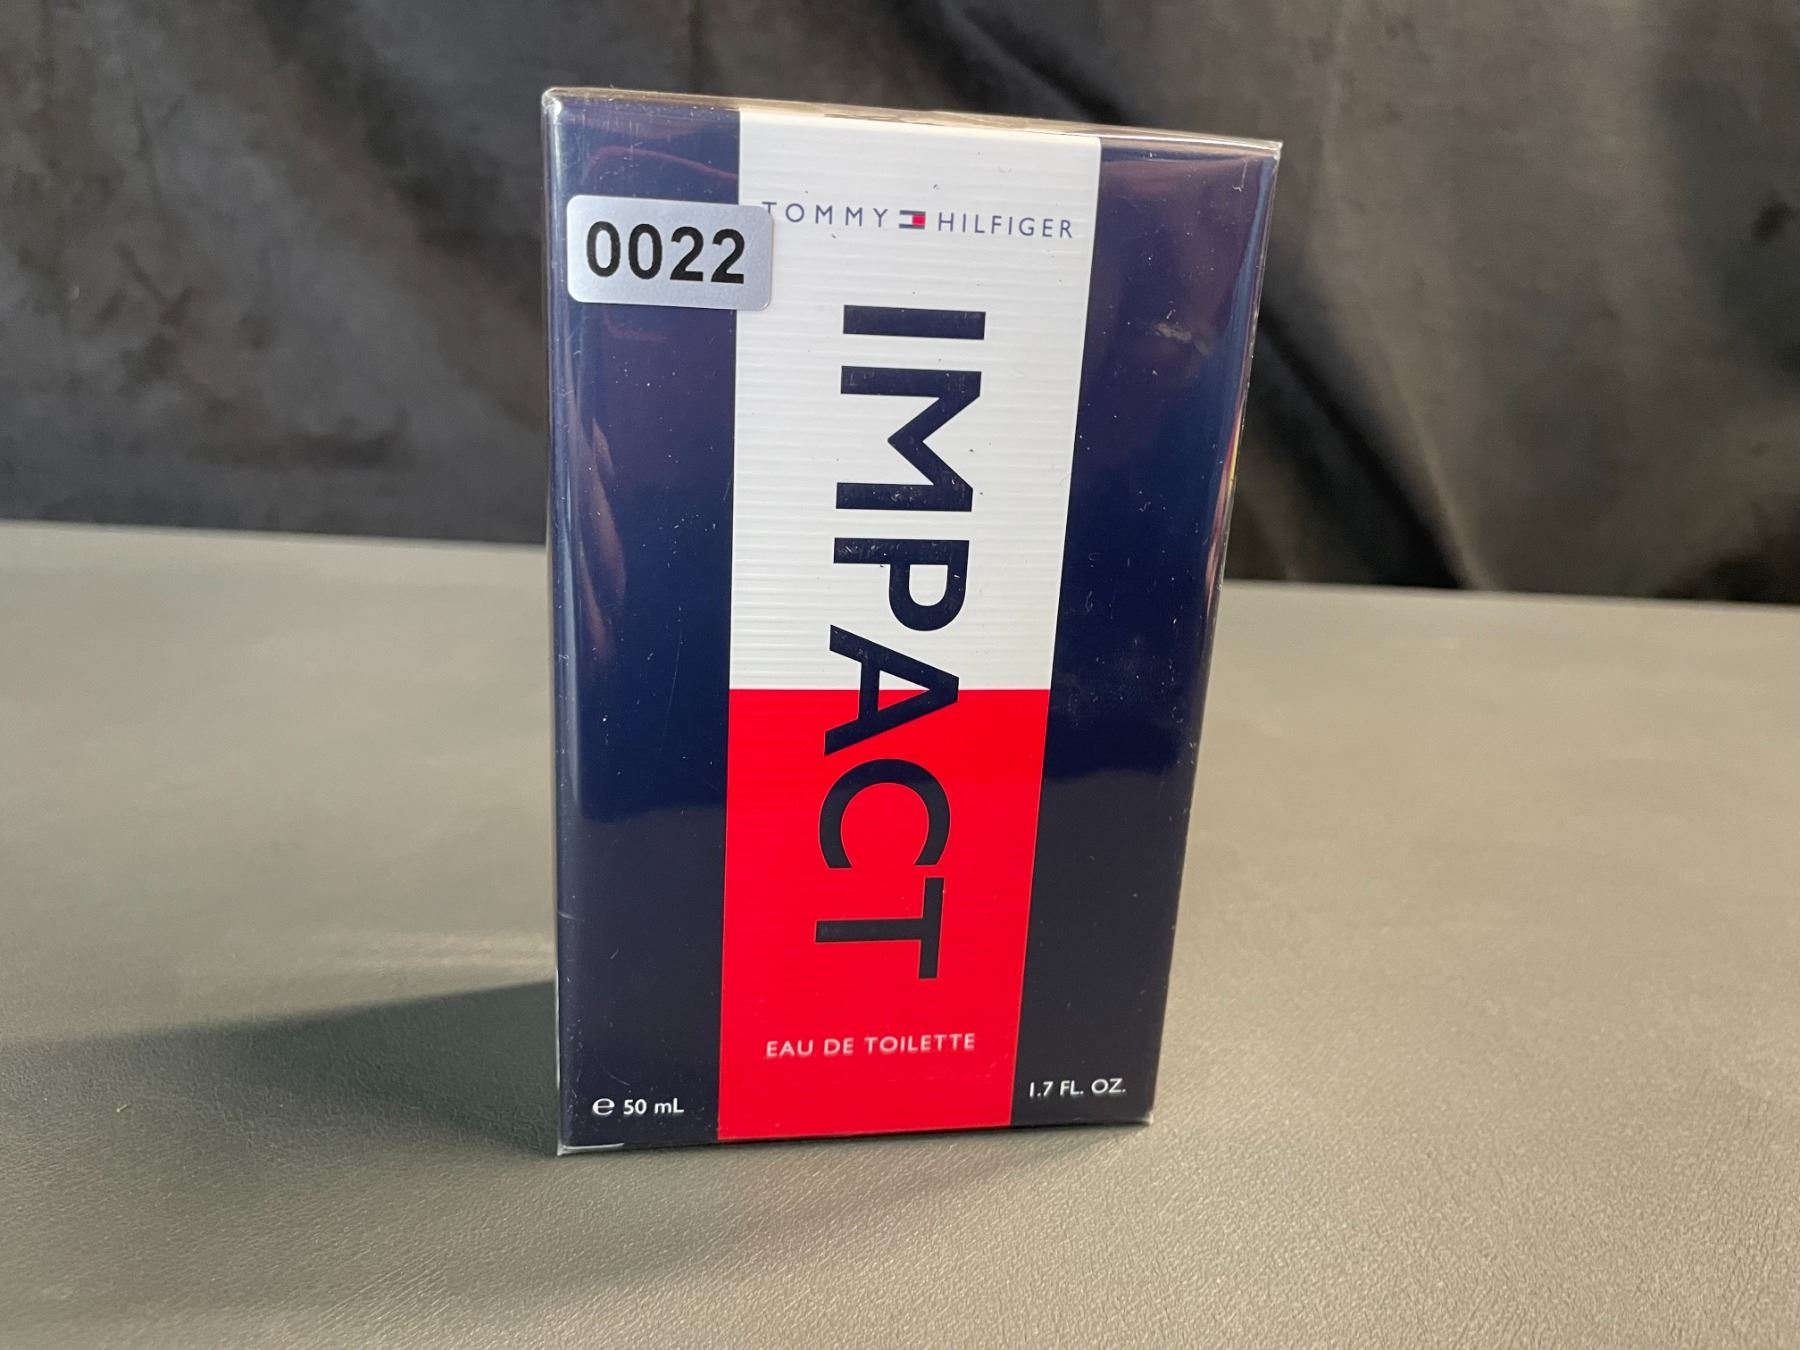 0022
TOMMY HILFIGER
IMPACT
EAU DE TOILETTE
e 50 mL
1.7 FL. OZ.